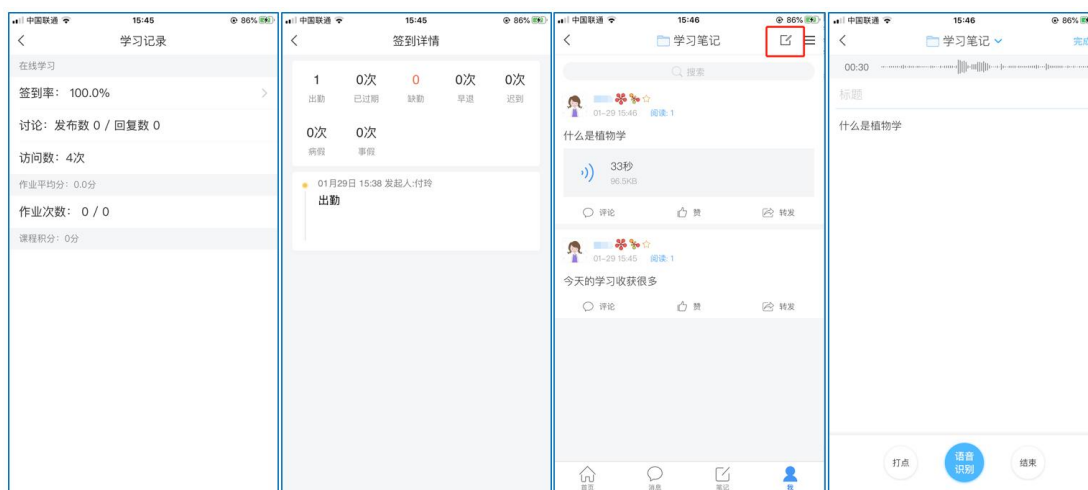 中国联通 15:45 86%
学习记录
在线学习
签到率： 100.0%
讨论：发布数 0 / 回复数 0
访问数：4次
作业平均分：0.0分
作业次数： 0 / 0
课程积分：0分
中国联通 15:45 86%
签到详情
1 0次 0 0次 0次
出勤 已过期 缺勤 早退 迟到
0次 0次
病假 事假
01月29日 15:38 发起人:付玲
出勤
中国联通 15:46 86%
学习笔记
搜索
01-29 15:46 阅读: 1
什么是植物学
33秒
96.5KB
评论 赞 转发
01-29 15:45 阅读: 1
今天的学习收获很多
评论 赞 转发
首页 消息 笔记 我
中国联通 15:46 86%
学习笔记 完成
00:30
标题
什么是植物学
打点 语音识别 结束